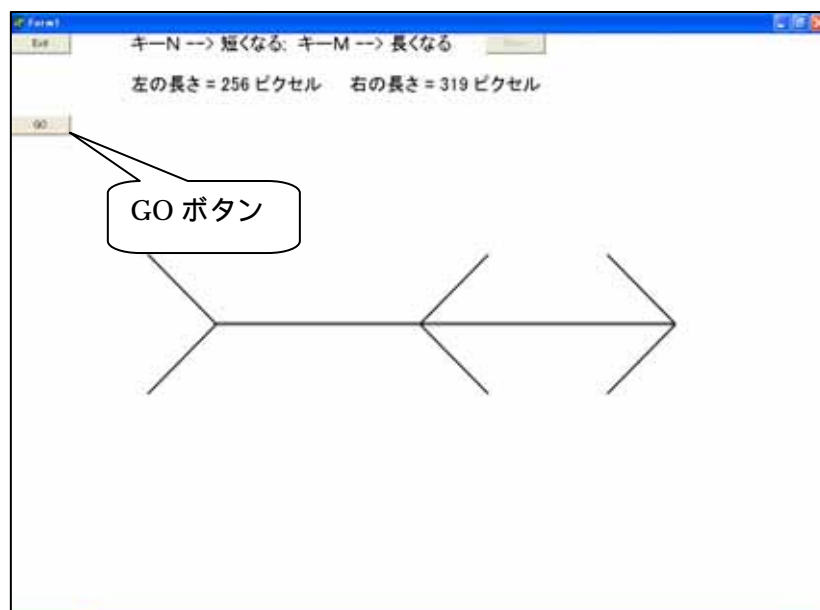 Form1
Exit
キーN --> 短くなる; キーM --> 長くなる
左の長さ = 256 ピクセル 右の長さ = 319 ピクセル
GO
GO ボタン